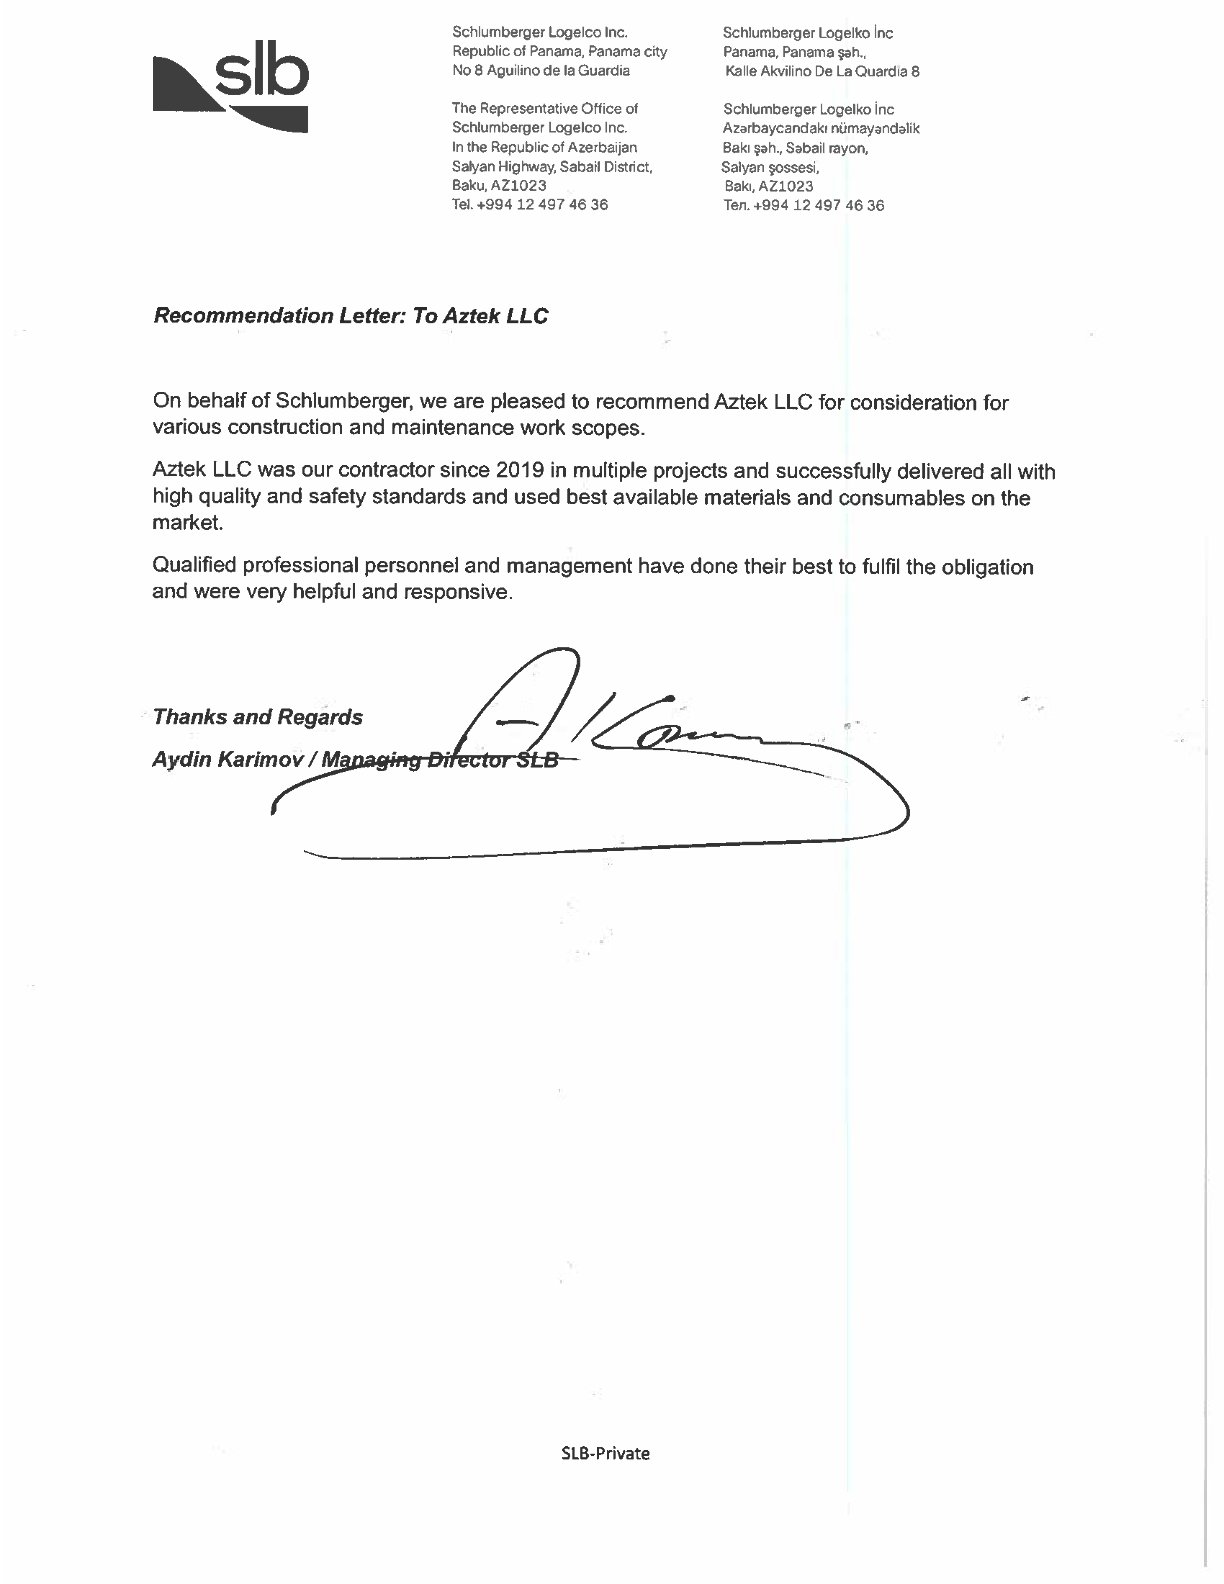 slb
Schlumberger Logelco Inc.
Republic of Panama, Panama city
No 8 Aguilino de la Guardia
The Representative Office of
Schlumberger Logelco Inc.
In the Republic of Azerbaijan
Salyan Highway, Sabail District,
Baku, AZ1023
Tel. +994 12 497 46 36
Schlumberger Logelko İnc
Panama, Panama şəh.,
Kalle Akvilino De La Quardia 8
Schlumberger Logelko İnc
Azərbaycandakı nümayəndəlik
Bakı şəh., Səbail rayon,
Salyan şossesi,
Bakı, AZ1023
Тел. +994 12 497 46 36
Recommendation Letter: To Aztek LLC
On behalf of Schlumberger, we are pleased to recommend Aztek LLC for consideration for
various construction and maintenance work scopes.
Aztek LLC was our contractor since 2019 in multiple projects and successfully delivered all with
high quality and safety standards and used best available materials and consumables on the
market.
Qualified professional personnel and management have done their best to fulfil the obligation
and were very helpful and responsive.
Thanks and Regards
Aydin Karimov / Managing Director SLB
SLB-Private